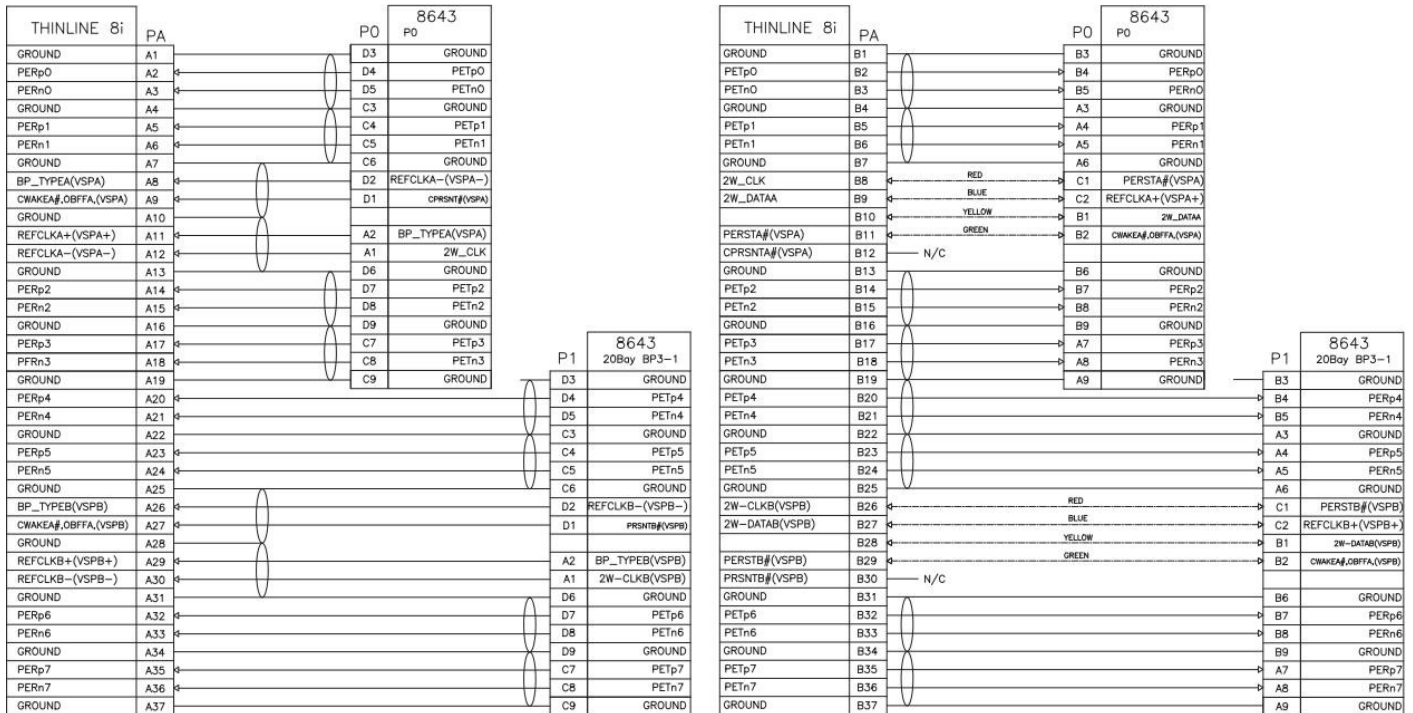 THINLINE 8i PA P0 8643 P0
GROUND A1 D3 GROUND
PERp0 A2 D4 PETp0
PERn0 A3 D5 PETn0
GROUND A4 C3 GROUND
PERp1 A5 C4 PETp1
PERn1 A6 C5 PETn1
GROUND A7 C6 GROUND
BP_TYPEA(VSPA) A8 D2 REFCLKA-(VSPA-)
CWAKEA#,OBFFA,(VSPA) A9 D1 CPRSNT#(VSPA)
GROUND A10
REFCLKA+(VSPA+) A11 A2 BP_TYPEA(VSPA)
REFCLKA-(VSPA-) A12 A1 2W_CLK
GROUND A13 D6 GROUND
PERp2 A14 D7 PETp2
PERn2 A15 D8 PETn2
GROUND A16 D9 GROUND
PERp3 A17 C7 PETp3
PFRn3 A18 C8 PETn3
GROUND A19 C9 GROUND
P1 8643 20Bay BP3-1
D3 GROUND
PERp4 A20 D4 PETp4
PERn4 A21 D5 PETn4
GROUND A22 C3 GROUND
PERp5 A23 C4 PETp5
PERn5 A24 C5 PETn5
GROUND A25 C6 GROUND
BP_TYPEB(VSPB) A26 D2 REFCLKB-(VSPB-)
CWAKEA#,OBFFA,(VSPB) A27 D1 PRSNTB#(VSPB)
GROUND A28
REFCLKB+(VSPB+) A29 A2 BP_TYPEB(VSPB)
REFCLKB-(VSPB-) A30 A1 2W-CLKB(VSPB)
GROUND A31 D6 GROUND
PERp6 A32 D7 PETp6
PERn6 A33 D8 PETn6
GROUND A34 D9 GROUND
PERp7 A35 C7 PETp7
PERn7 A36 C8 PETn7
GROUND A37 C9 GROUND
THINLINE 8i PA P0 8643 P0
GROUND B1 B3 GROUND
PETp0 B2 B4 PERp0
PETn0 B3 B5 PERn0
GROUND B4 A3 GROUND
PETp1 B5 A4 PERp1
PETn1 B6 A5 PERn1
GROUND B7 A6 GROUND
2W_CLK B8 RED C1 PERSTA#(VSPA)
2W_DATAA B9 BLUE C2 REFCLKA+(VSPA+)
B10 YELLOW B1 2W_DATAA
PERSTA#(VSPA) B11 GREEN B2 CWAKEA#,OBFFA,(VSPA)
CPRSNTA#(VSPA) B12 N/C
GROUND B13 B6 GROUND
PETp2 B14 B7 PERp2
PETn2 B15 B8 PERn2
GROUND B16 B9 GROUND
PETp3 B17 A7 PERp3
PETn3 B18 A8 PERn3
GROUND B19 A9 GROUND
P1 8643 20Bay BP3-1
B3 GROUND
PETp4 B20 B4 PERp4
PETn4 B21 B5 PERn4
GROUND B22 A3 GROUND
PETp5 B23 A4 PERp5
PETn5 B24 A5 PERn5
GROUND B25 A6 GROUND
2W-CLKB(VSPB) B26 RED C1 PERSTB#(VSPB)
2W-DATAB(VSPB) B27 BLUE C2 REFCLKB+(VSPB+)
B28 YELLOW B1 2W-DATAB(VSPB)
PERSTB#(VSPB) B29 GREEN B2 CWAKEA#,OBFFA,(VSPB)
PRSNTB#(VSPB) B30 N/C
GROUND B31 B6 GROUND
PETp6 B32 B7 PERp6
PETn6 B33 B8 PERn6
GROUND B34 B9 GROUND
PETp7 B35 A7 PERp7
PETn7 B36 A8 PERn7
GROUND B37 A9 GROUND